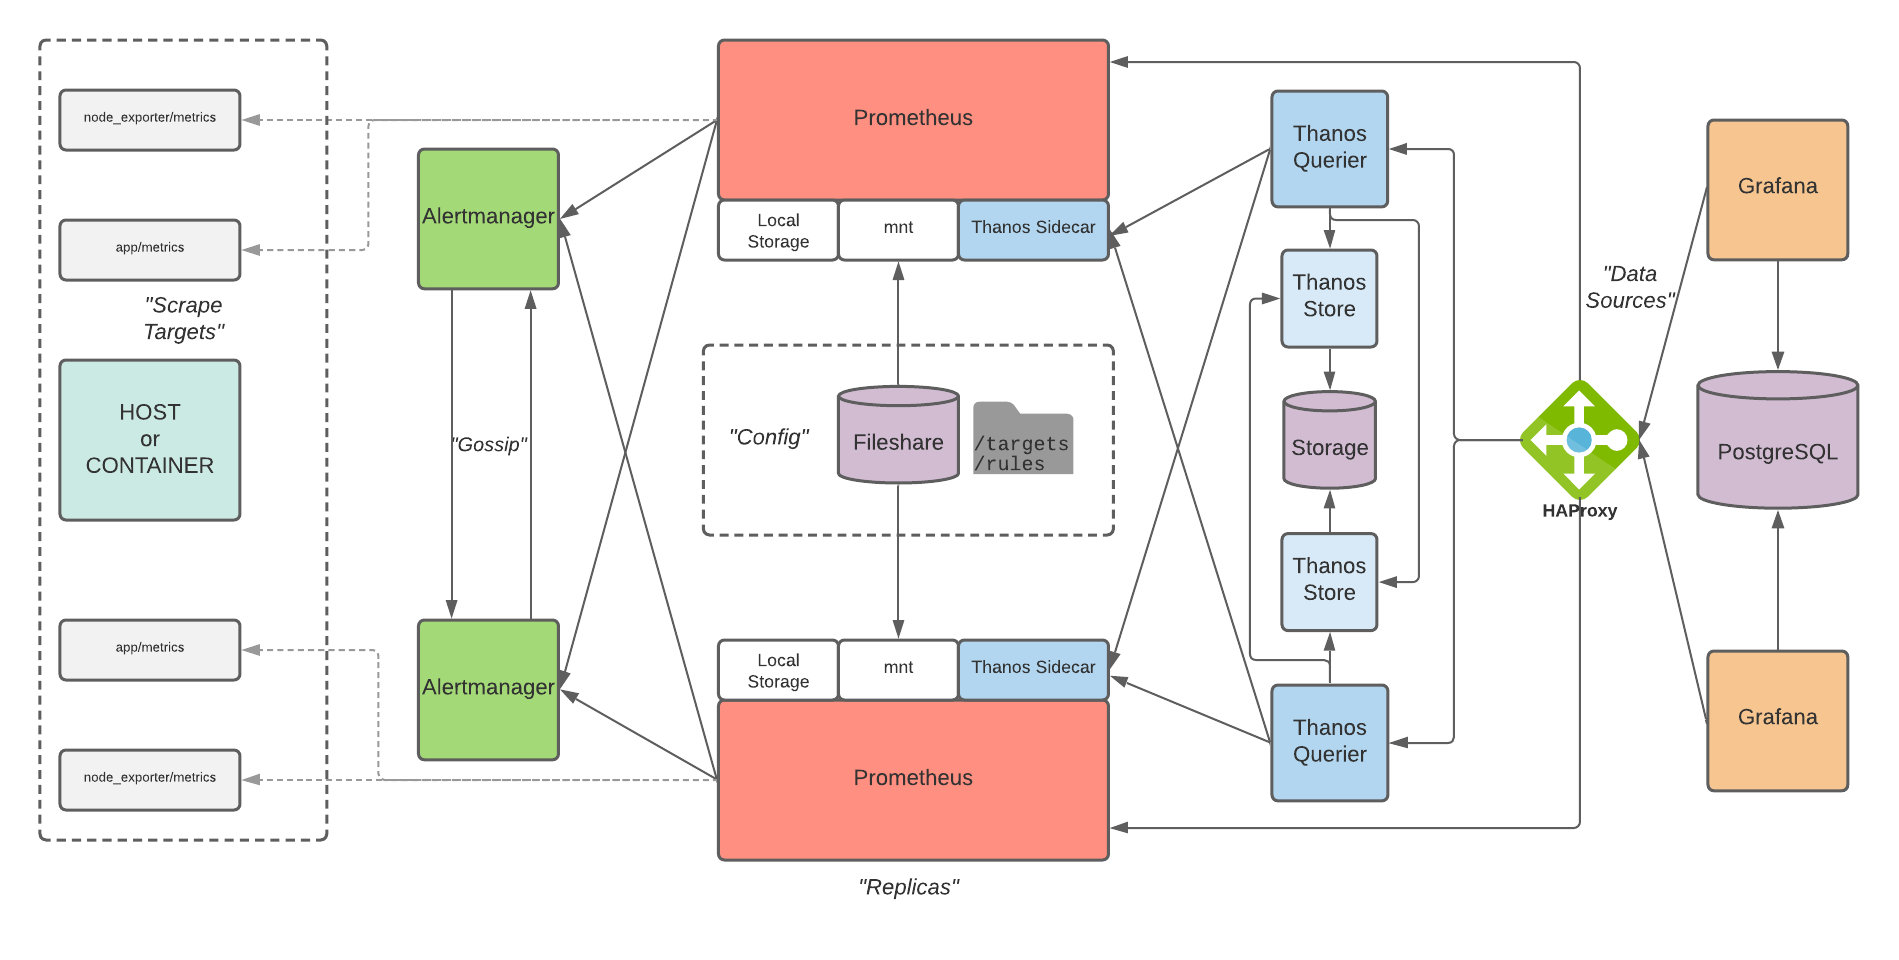 node_exporter/metrics
app/metrics
"Scrape
Targets"
HOST
or
CONTAINER
app/metrics
node_exporter/metrics
Alertmanager
"Gossip"
Alertmanager
Prometheus
Local
Storage
mnt
Thanos Sidecar
"Config"
Fileshare
/targets
/rules
Local
Storage
mnt
Thanos Sidecar
Prometheus
"Replicas"
Thanos
Querier
Thanos
Store
Storage
Thanos
Store
Thanos
Querier
HAProxy
"Data
Sources"
Grafana
PostgreSQL
Grafana